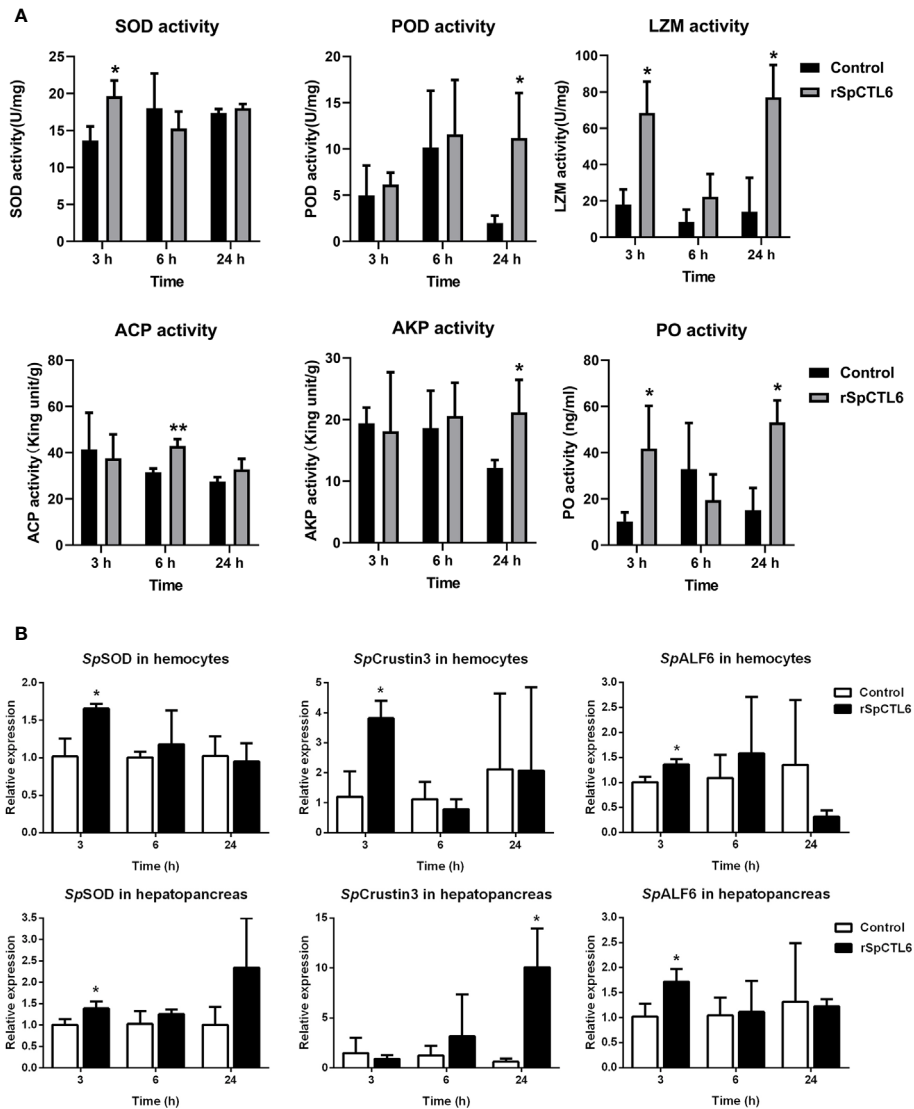 A
SOD activity
SOD activity(U/mg)
25
20
15
10
5
0
*
3 h
6 h
24 h
Time
POD activity
POD activity(U/mg)
20
15
10
5
0
*
3 h
6 h
24 h
Time
LZM activity
LZM activity(U/mg)
100
80
60
40
20
0
*
*
3 h
6 h
24 h
Time
Control
rSpCTL6
ACP activity
ACP activity (King unit/g)
80
60
40
20
0
**
3 h
6 h
24 h
Time
AKP activity
AKP activity (King unit/g)
30
20
10
0
*
3 h
6 h
24 h
Time
PO activity
PO activity (ng/ml)
80
60
40
20
0
*
*
3 h
6 h
24 h
Time
Control
rSpCTL6
B
SpSOD in hemocytes
Relative expression
2.0
1.5
1.0
0.5
0.0
*
3
6
24
Time (h)
SpCrustin3 in hemocytes
Relative expression
5
4
3
2
1
0
*
3
6
24
Time (h)
SpALF6 in hemocytes
Relative expression
3.0
2.5
2.0
1.5
1.0
0.5
0.0
*
3
6
24
Time (h)
Control
rSpCTL6
SpSOD in hepatopancreas
Relative expression
3.5
3.0
2.5
2.0
1.5
1.0
0.5
0.0
*
3
6
24
Time (h)
SpCrustin3 in hepatopancreas
Relative expression
15
10
5
0
*
3
6
24
Time (h)
SpALF6 in hepatopancreas
Relative expression
3.0
2.5
2.0
1.5
1.0
0.5
0.0
*
3
6
24
Time (h)
Control
rSpCTL6